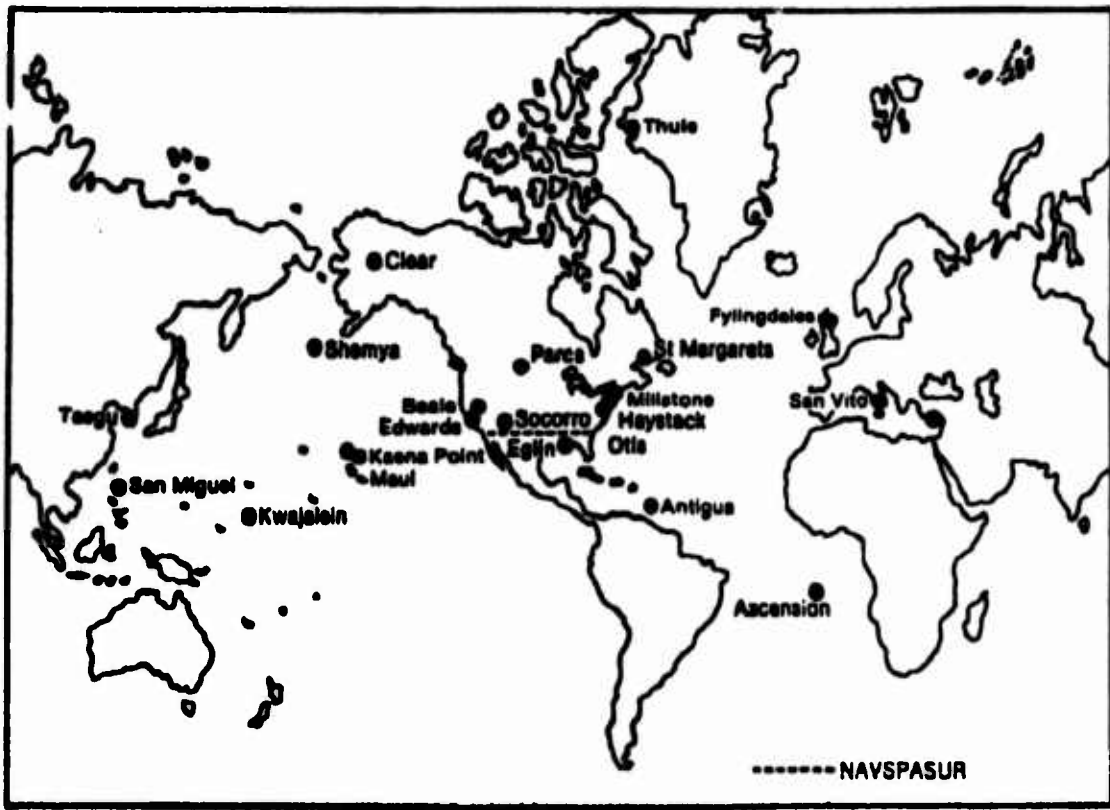 Thule
Clear
Fylingdales
Shemya
Parcs
St Margarets
Millstone
San Vito
Beale
Socorro
Haystack
Taegu
Edwards
Eglin
Otis
Kaena Point
Maui
San Miguel
Antigua
Kwajalein
Ascension
NAVSPASUR